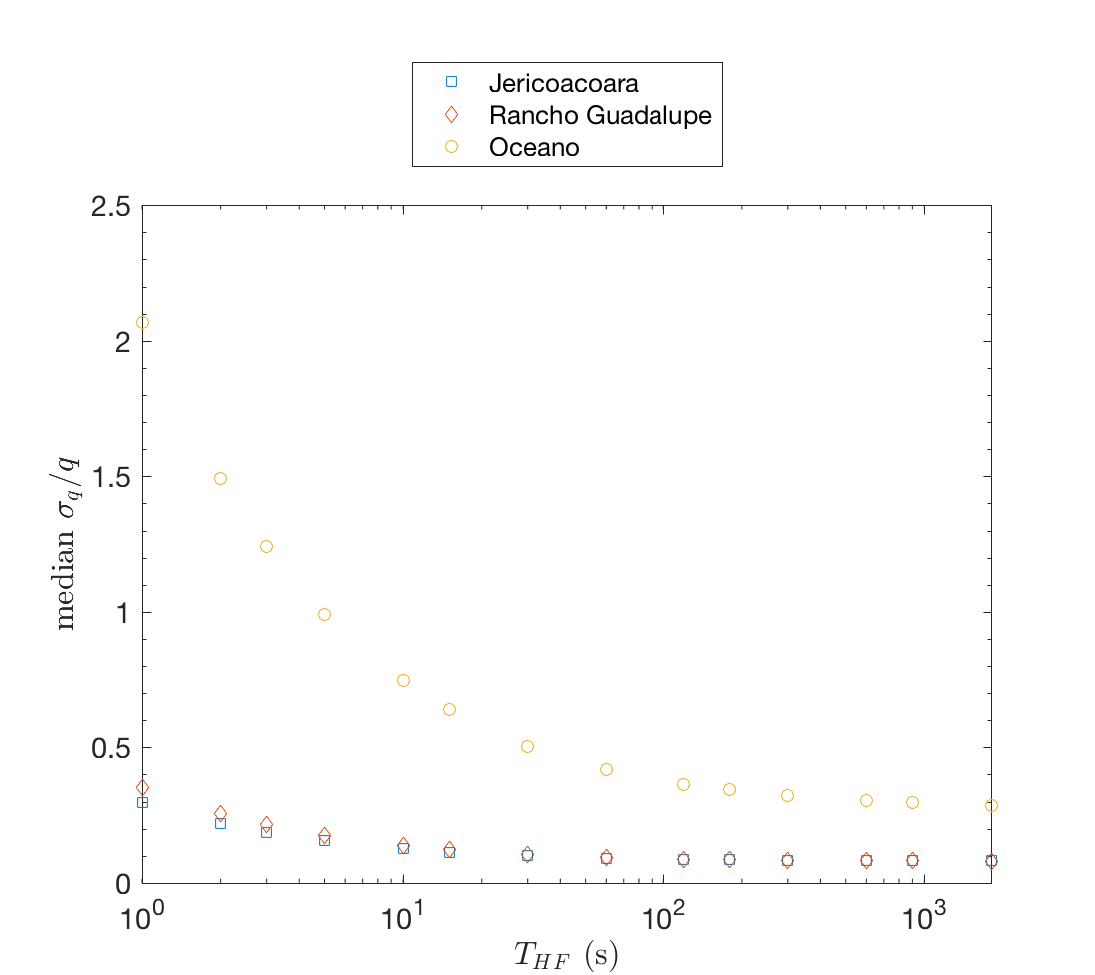 Jericoacoara
Rancho Guadalupe
Oceano
2.5
2
1.5
1
0.5
0
median σ_q/q
10^0
10^1
10^2
10^3
T_HF (s)